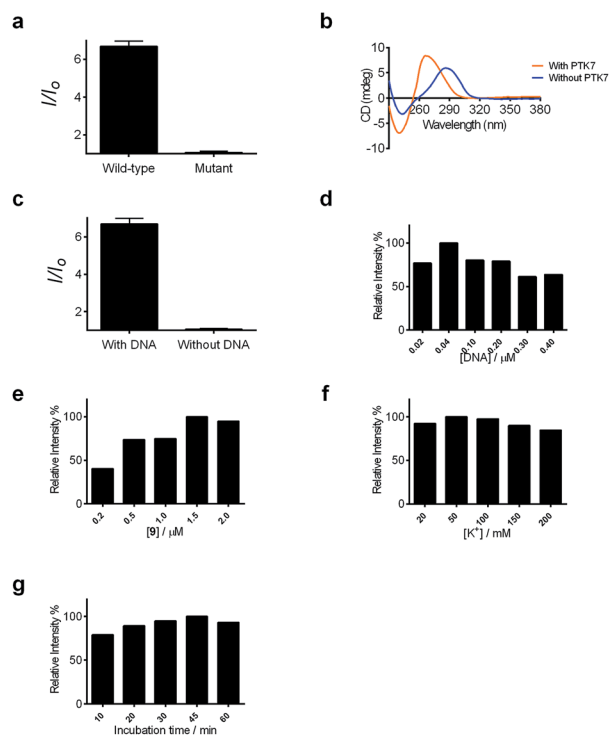 a
I/Io
6
4
2
Wild-type
Mutant
b
CD (mdeg)
10
5
0
-5
-10
260
290
320
350
380
Wavelength (nm)
With PTK7
Without PTK7
c
I/Io
6
4
2
With DNA
Without DNA
d
Relative Intensity %
100
50
0
0.02
0.04
0.10
0.20
0.30
0.40
[DNA] / μM
e
Relative Intensity %
100
50
0
0.2
0.5
1.0
1.5
2.0
[9] / μM
f
Relative Intensity %
100
50
0
20
50
100
150
200
[K+] / mM
g
Relative Intensity %
100
50
0
10
20
30
45
60
Incubation time / min